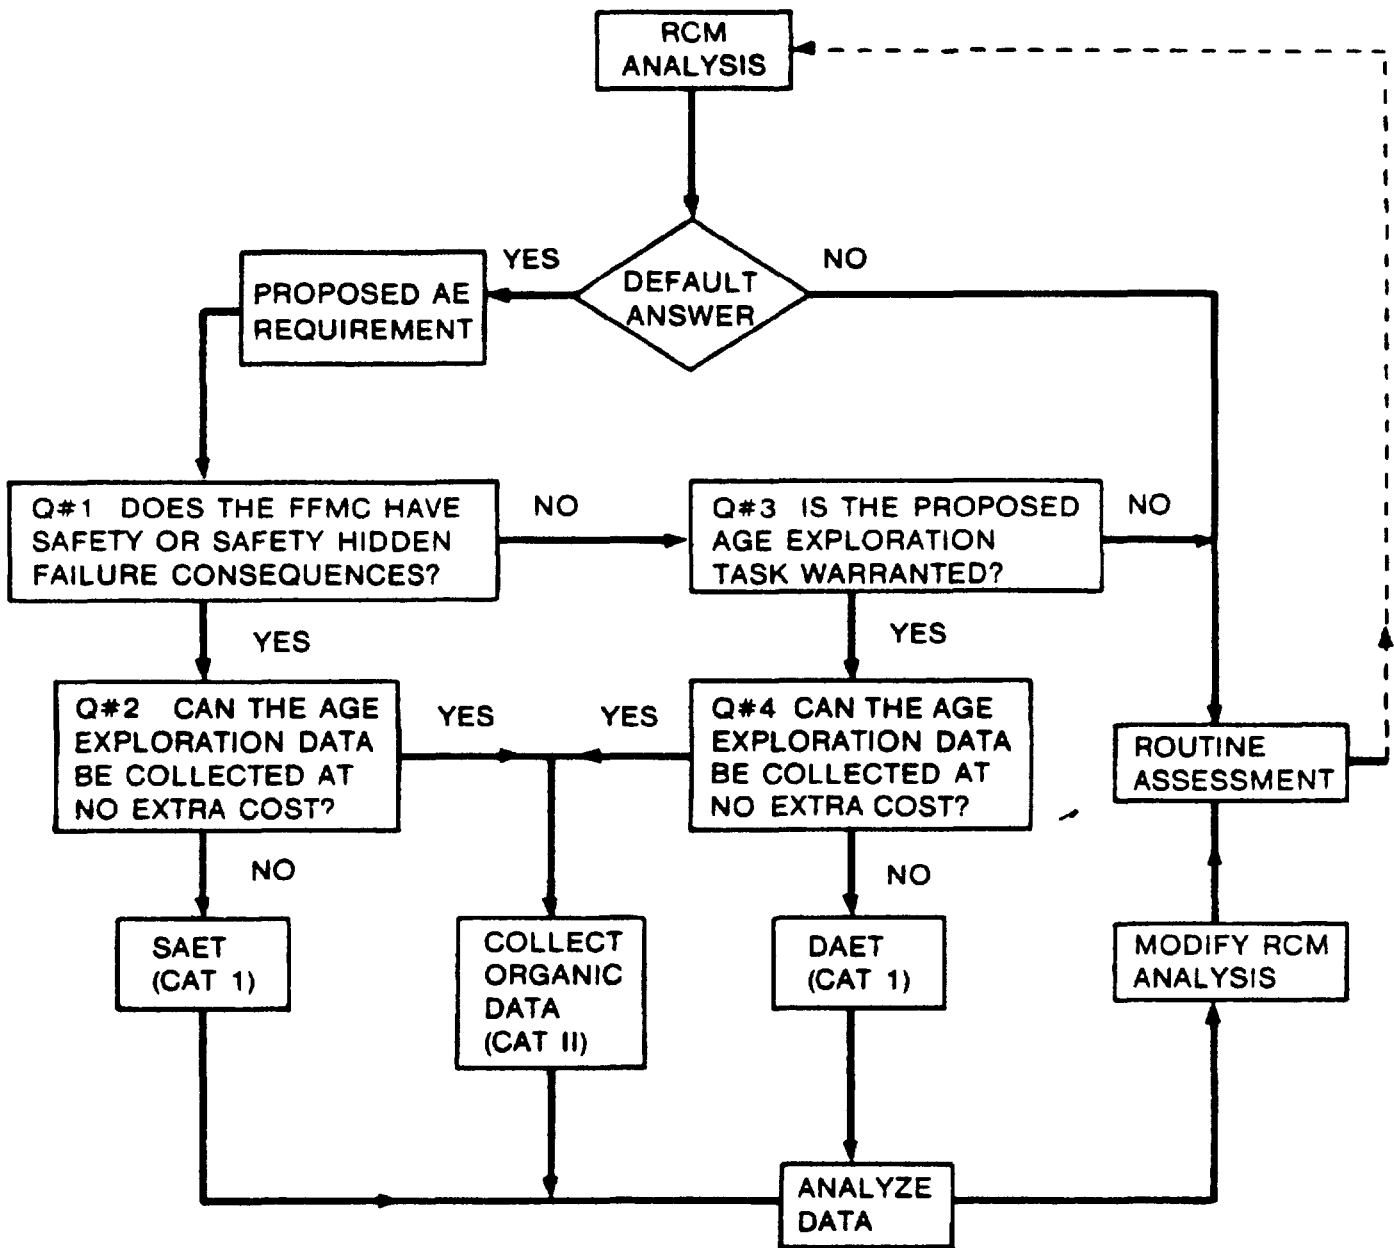 RCM
ANALYSIS
YES
NO
DEFAULT
ANSWER
PROPOSED AE
REQUIREMENT
Q#1 DOES THE FFMC HAVE
SAFETY OR SAFETY HIDDEN
FAILURE CONSEQUENCES?
NO
Q#3 IS THE PROPOSED
AGE EXPLORATION
TASK WARRANTED?
NO
YES
YES
Q#2 CAN THE AGE
EXPLORATION DATA
BE COLLECTED AT
NO EXTRA COST?
YES
YES
Q#4 CAN THE AGE
EXPLORATION DATA
BE COLLECTED AT
NO EXTRA COST?
ROUTINE
ASSESSMENT
NO
NO
SAET
(CAT 1)
COLLECT
ORGANIC
DATA
(CAT II)
DAET
(CAT 1)
MODIFY RCM
ANALYSIS
ANALYZE
DATA